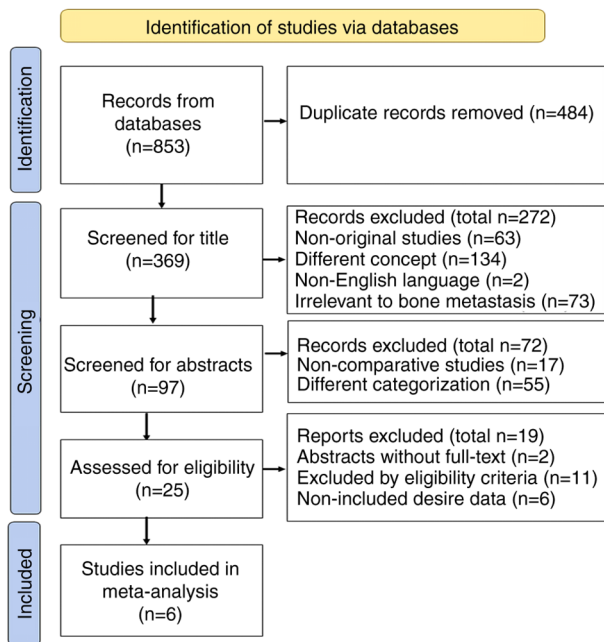 Identification of studies via databases
Identification
Records from
databases
(n=853)
Duplicate records removed (n=484)
Screening
Screened for title
(n=369)
Records excluded (total n=272)
Non-original studies (n=63)
Different concept (n=134)
Non-English language (n=2)
Irrelevant to bone metastasis (n=73)
Screened for abstracts
(n=97)
Records excluded (total n=72)
Non-comparative studies (n=17)
Different categorization (n=55)
Assessed for eligibility
(n=25)
Reports excluded (total n=19)
Abstracts without full-text (n=2)
Excluded by eligibility criteria (n=11)
Non-included desire data (n=6)
Included
Studies included in
meta-analysis
(n=6)